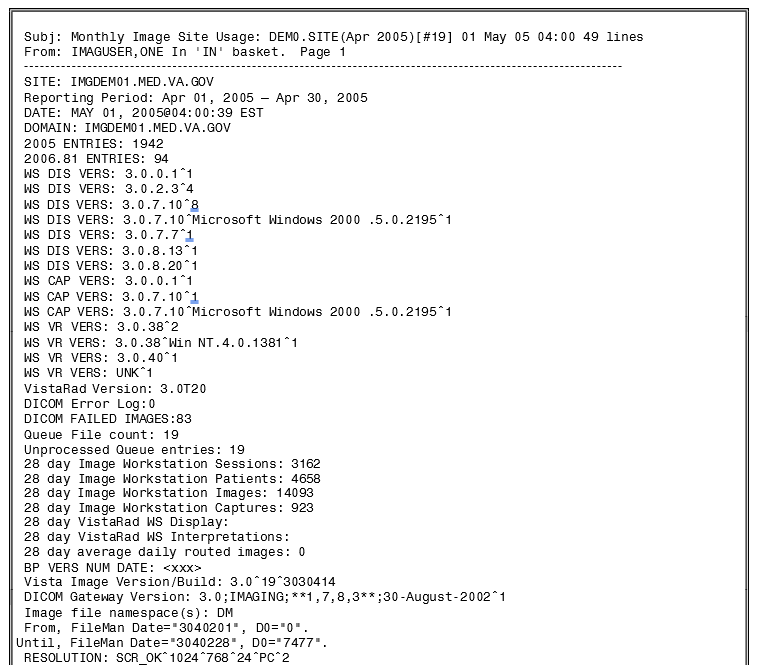 Subj: Monthly Image Site Usage: DEM0.SITE(Apr 2005)[#19] 01 May 05 04:00 49 lines
From: IMAGUSER,ONE In 'IN' basket.  Page 1
-------------------------------------------------------------------------------------------------------------------
SITE: IMGDEM01.MED.VA.GOV
Reporting Period: Apr 01, 2005 – Apr 30, 2005
DATE: MAY 01, 2005@04:00:39 EST
DOMAIN: IMGDEM01.MED.VA.GOV
2005 ENTRIES: 1942
2006.81 ENTRIES: 94
WS DIS VERS: 3.0.0.1^1
WS DIS VERS: 3.0.2.3^4
WS DIS VERS: 3.0.7.10^8
WS DIS VERS: 3.0.7.10^Microsoft Windows 2000 .5.0.2195^1
WS DIS VERS: 3.0.7.7^1
WS DIS VERS: 3.0.8.13^1
WS DIS VERS: 3.0.8.20^1
WS CAP VERS: 3.0.0.1^1
WS CAP VERS: 3.0.7.10^1
WS CAP VERS: 3.0.7.10^Microsoft Windows 2000 .5.0.2195^1
WS VR VERS: 3.0.38^2
WS VR VERS: 3.0.38^Win NT.4.0.1381^1
WS VR VERS: 3.0.40^1
WS VR VERS: UNK^1
VistaRad Version: 3.0T20
DICOM Error Log:0
DICOM FAILED IMAGES:83
Queue File count: 19
Unprocessed Queue entries: 19
28 day Image Workstation Sessions: 3162
28 day Image Workstation Patients: 4658
28 day Image Workstation Images: 14093
28 day Image Workstation Captures: 923
28 day VistaRad WS Display:
28 day VistaRad WS Interpretations:
28 day average daily routed images: 0
BP VERS NUM DATE: <xxx>
Vista Image Version/Build: 3.0^19^3030414
DICOM Gateway Version: 3.0;IMAGING;**1,7,8,3**;30-August-2002^1
Image file namespace(s): DM
From, FileMan Date="3040201", D0="0".
Until, FileMan Date="3040228", D0="7477".
RESOLUTION: SCR_OK^1024^768^24^PC^2